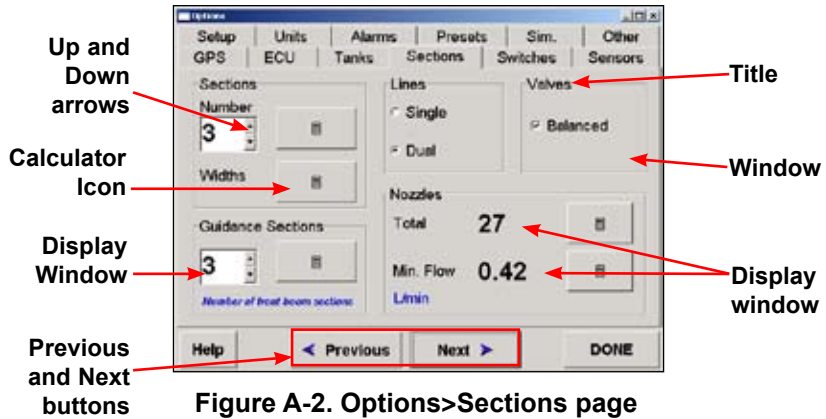 Options
Setup Units Alarms Presets Sim. Other
GPS ECU Tanks Sections Switches Sensors
Up and
Down
arrows
Calculator
Icon
Display
Window
Previous
and Next
buttons
Sections
Number
3
Widths
Guidance Sections
3
Number of front boom sections
Lines
Single
Dual
Valves
Balanced
Nozzles
Total 27
Min. Flow 0.42
L/min
Title
Window
Display
window
Help < Previous Next > DONE
Figure A-2. Options>Sections page